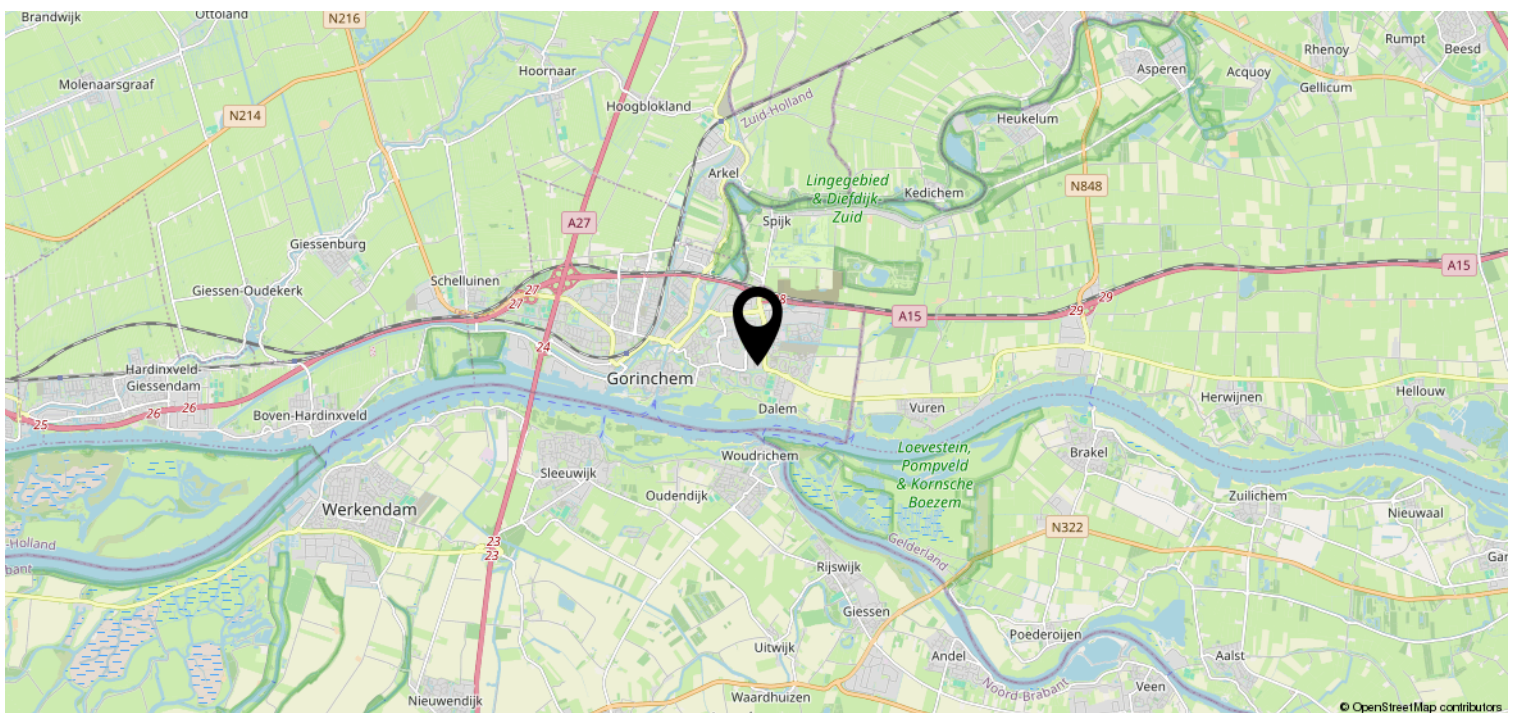 Brandwijk
N216
Ottoland
Molenaarsgraaf
Hoornaar
Hoogblokland
Zuid-Holland
Asperen
Rhenoy
Rumpt
Acquoy
Beesd
Gellicum
N214
Heukelum
Arkel
Lingegebied
& Diefdijk-
Zuid
Kedichem
N848
A27
Spijk
Giessenburg
Schelluinen
Giessen-Oudekerk
27
27
8
A15
29
29
A15
24
Hardinxveld-
Giessendam
Gorinchem
26
26
25
Boven-Hardinxveld
Dalem
Vuren
Herwijnen
Hellouw
Woudrichem
Loevestein,
Pompveld
& Kornsche
Boezem
Brakel
Sleeuwijk
Oudendijk
Zuilichem
Nieuwaal
Werkendam
N322
-Holland
bant
23
23
Gelderland
Gar
Rijswijk
Giessen
Poederoijen
Uitwijk
Andel
Aalst
Noord-Brabant
Veen
Nieuwendijk
Waardhuizen
© OpenStreetMap contributors